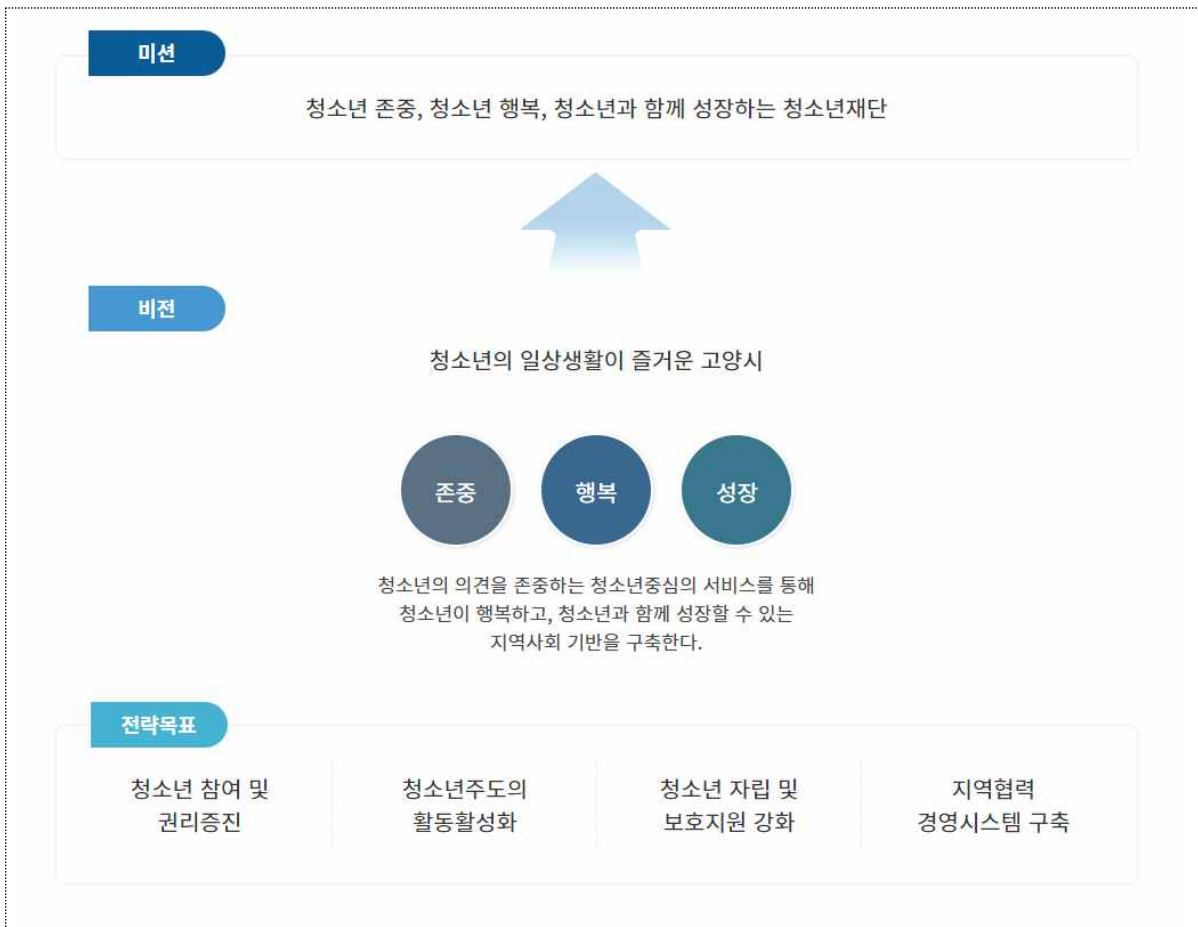 미션
청소년 존중, 청소년 행복, 청소년과 함께 성장하는 청소년재단
비전
청소년의 일상생활이 즐거운 고양시
존중
행복
성장
청소년의 의견을 존중하는 청소년중심의 서비스를 통해
청소년이 행복하고, 청소년과 함께 성장할 수 있는
지역사회 기반을 구축한다.
전략목표
청소년 참여 및
권리증진
청소년주도의
활동활성화
청소년 자립 및
보호지원 강화
지역협력
경영시스템 구축